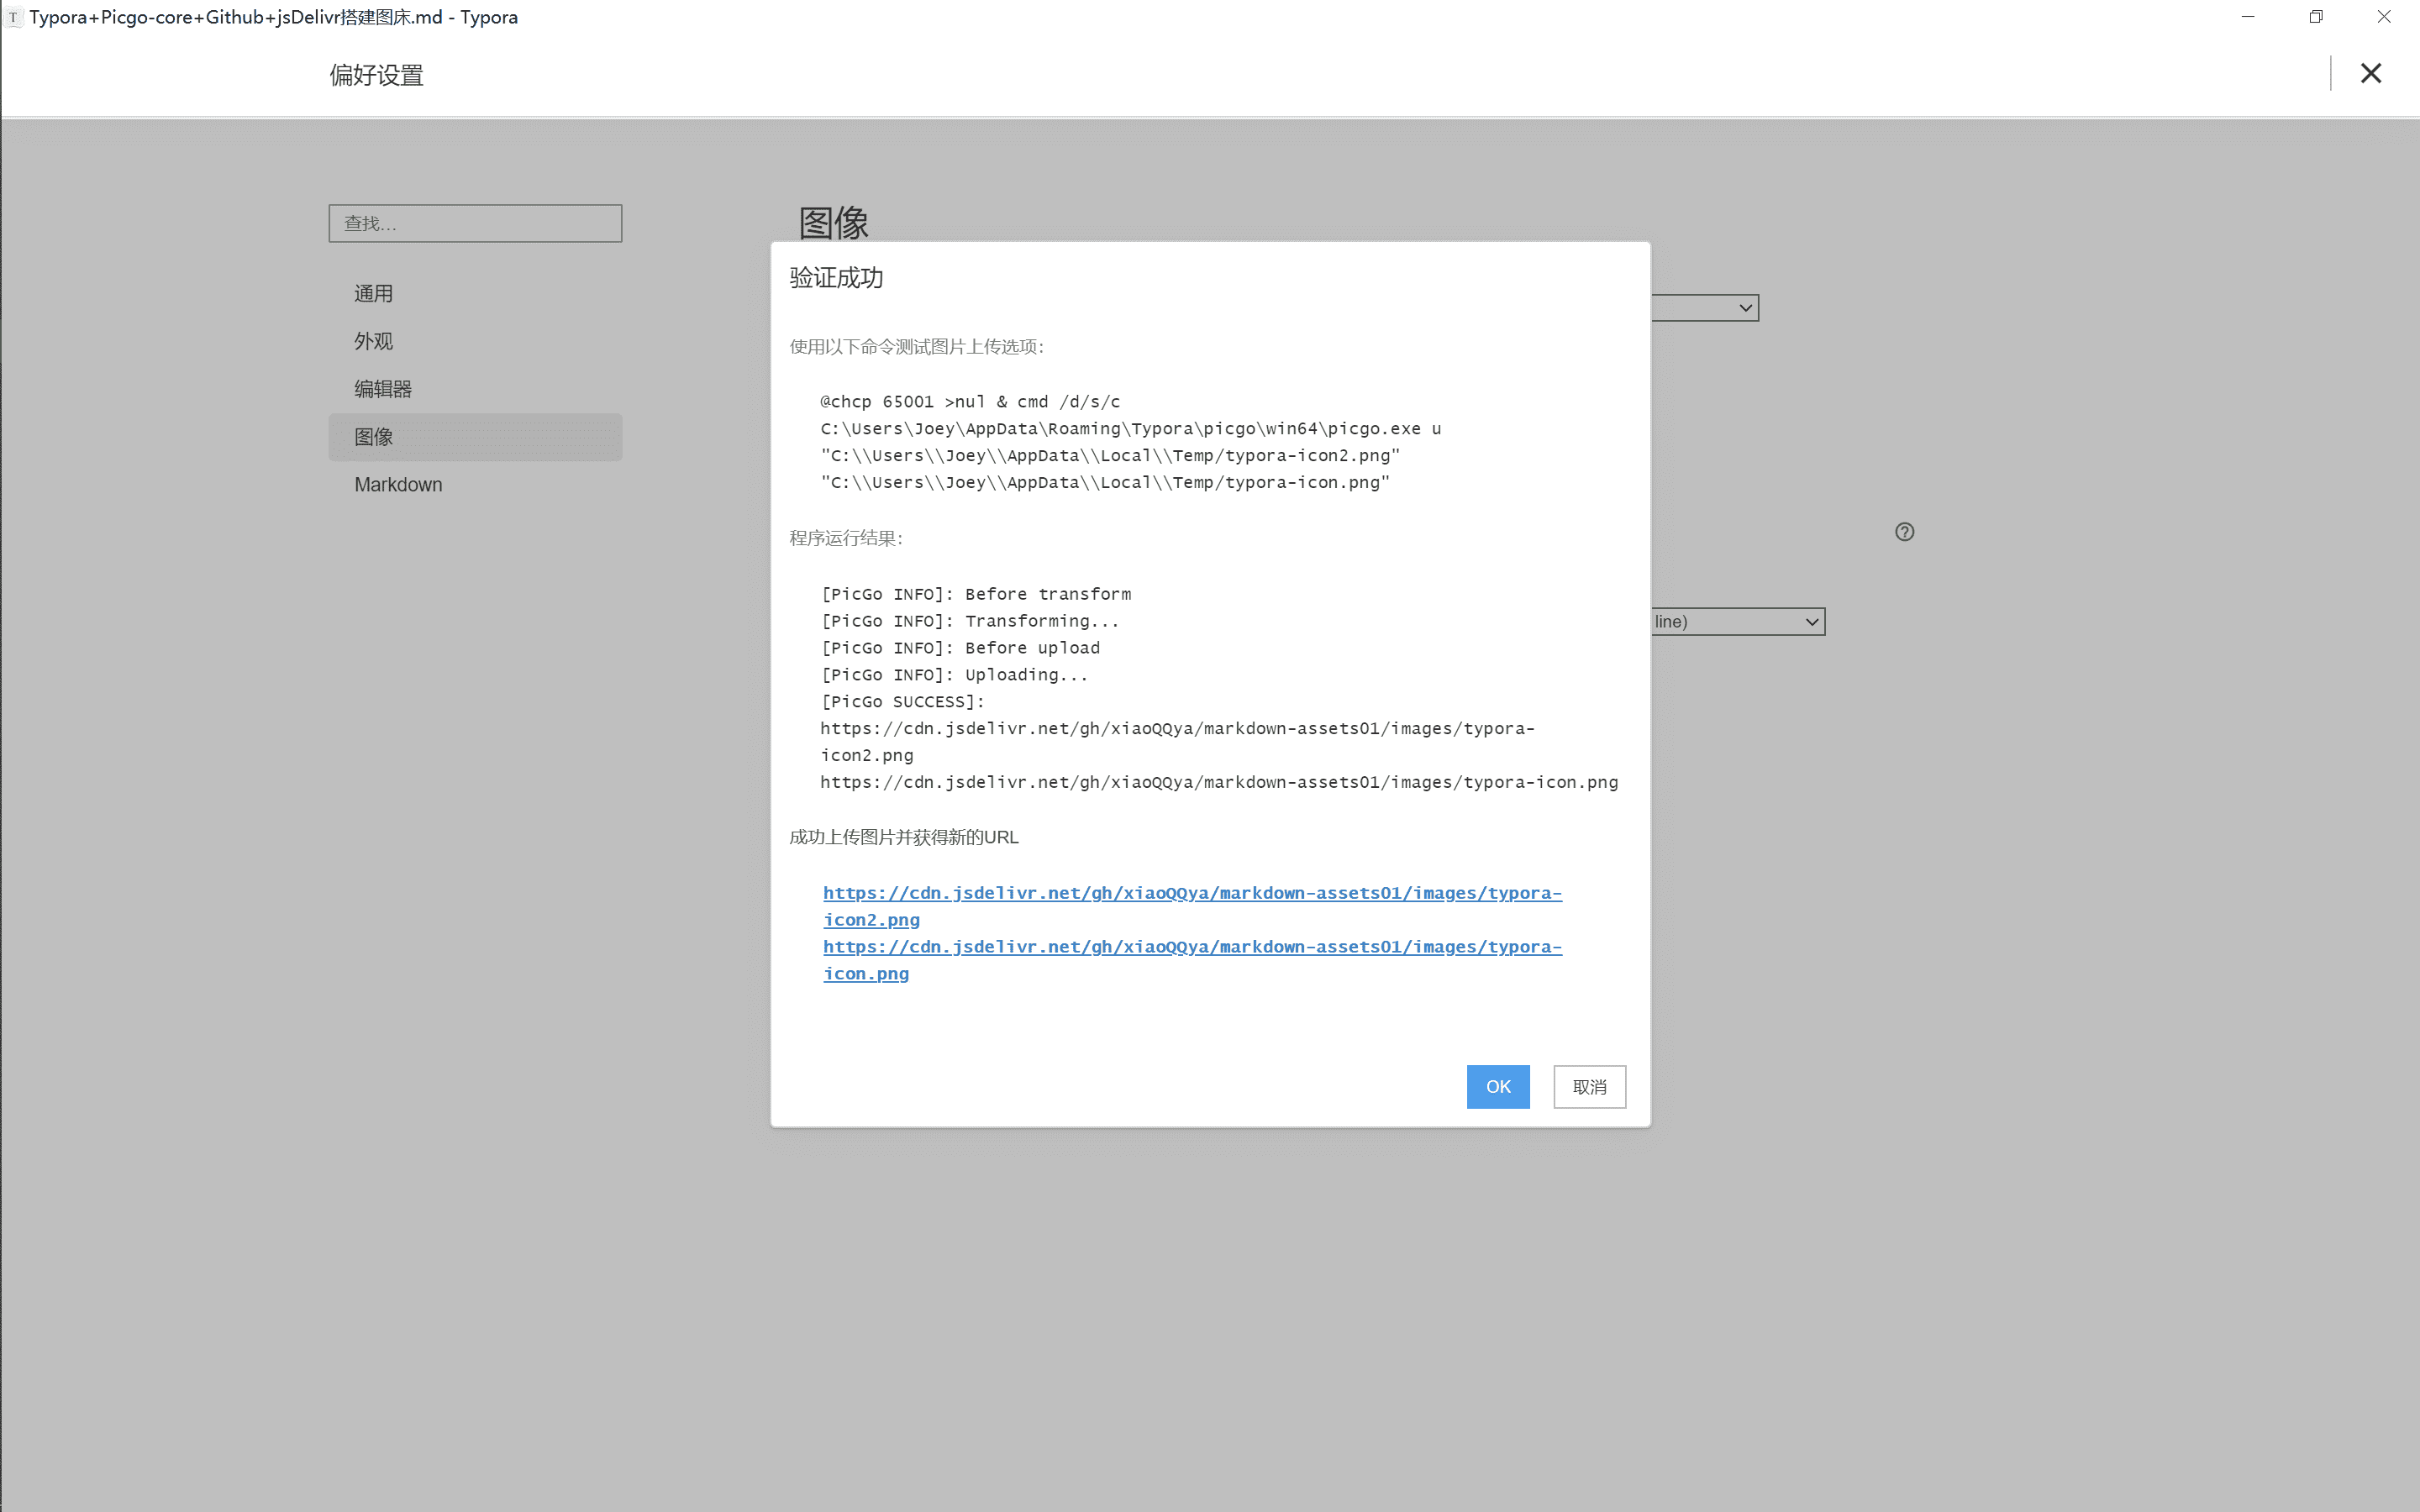 Typora+Picgo-core+Github+jsDelivr搭建图床.md - Typora
偏好设置
查找...
通用
外观
编辑器
图像
Markdown
图像
line)
验证成功
使用以下命令测试图片上传选项:
@chcp 65001 >nul & cmd /d/s/c
C:\Users\Joey\AppData\Roaming\Typora\picgo\win64\picgo.exe u
"C:\\Users\\Joey\\AppData\\Local\\Temp/typora-icon2.png"
"C:\\Users\\Joey\\AppData\\Local\\Temp/typora-icon.png"
程序运行结果:
[PicGo INFO]: Before transform
[PicGo INFO]: Transforming...
[PicGo INFO]: Before upload
[PicGo INFO]: Uploading...
[PicGo SUCCESS]:
https://cdn.jsdelivr.net/gh/xiaoQQya/markdown-assets01/images/typora-
icon2.png
https://cdn.jsdelivr.net/gh/xiaoQQya/markdown-assets01/images/typora-icon.png
成功上传图片并获得新的URL
https://cdn.jsdelivr.net/gh/xiaoQQya/markdown-assets01/images/typora-
icon2.png
https://cdn.jsdelivr.net/gh/xiaoQQya/markdown-assets01/images/typora-
icon.png
OK
取消